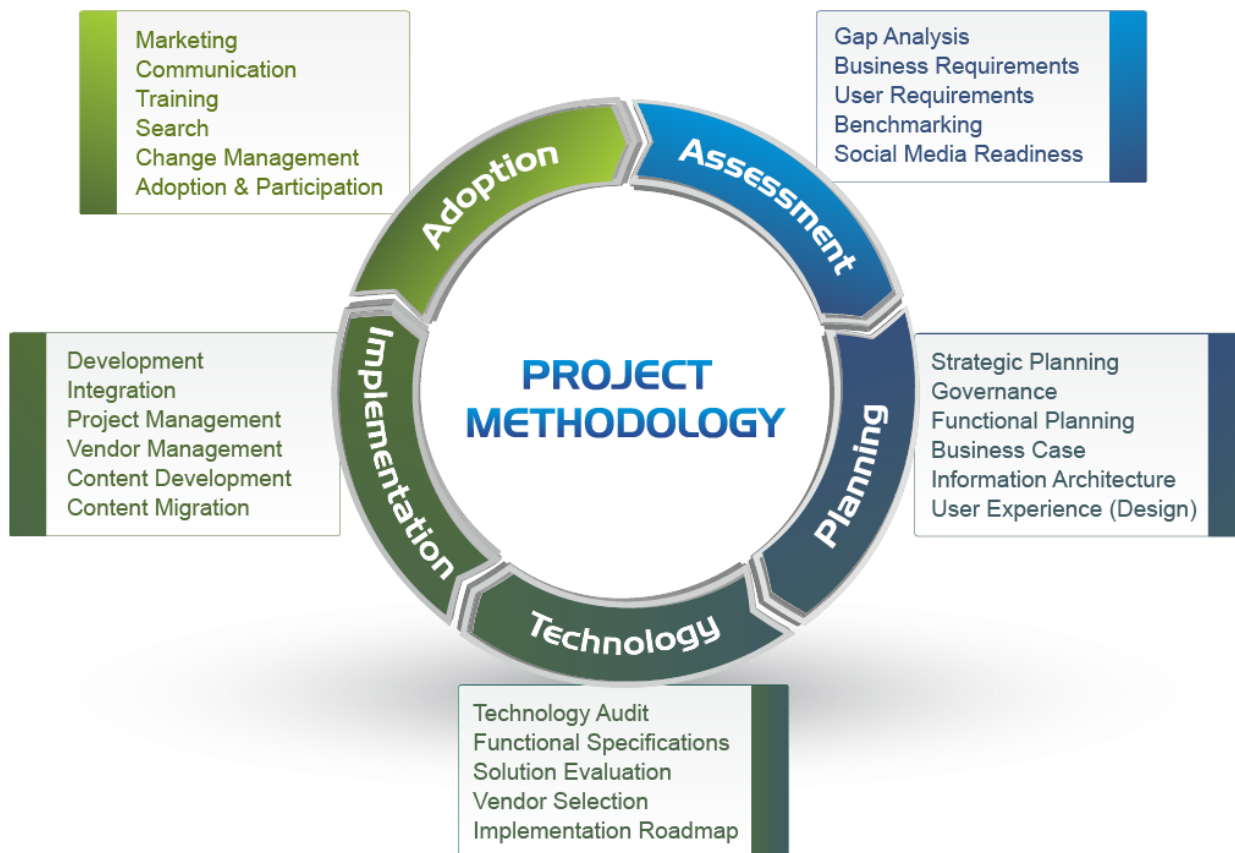 Marketing
Communication
Training
Search
Change Management
Adoption & Participation
Gap Analysis
Business Requirements
User Requirements
Benchmarking
Social Media Readiness
Adoption
Assessment
PROJECT
METHODOLOGY
Development
Integration
Project Management
Vendor Management
Content Development
Content Migration
Implementation
Planning
Strategic Planning
Governance
Functional Planning
Business Case
Information Architecture
User Experience (Design)
Technology
Technology Audit
Functional Specifications
Solution Evaluation
Vendor Selection
Implementation Roadmap